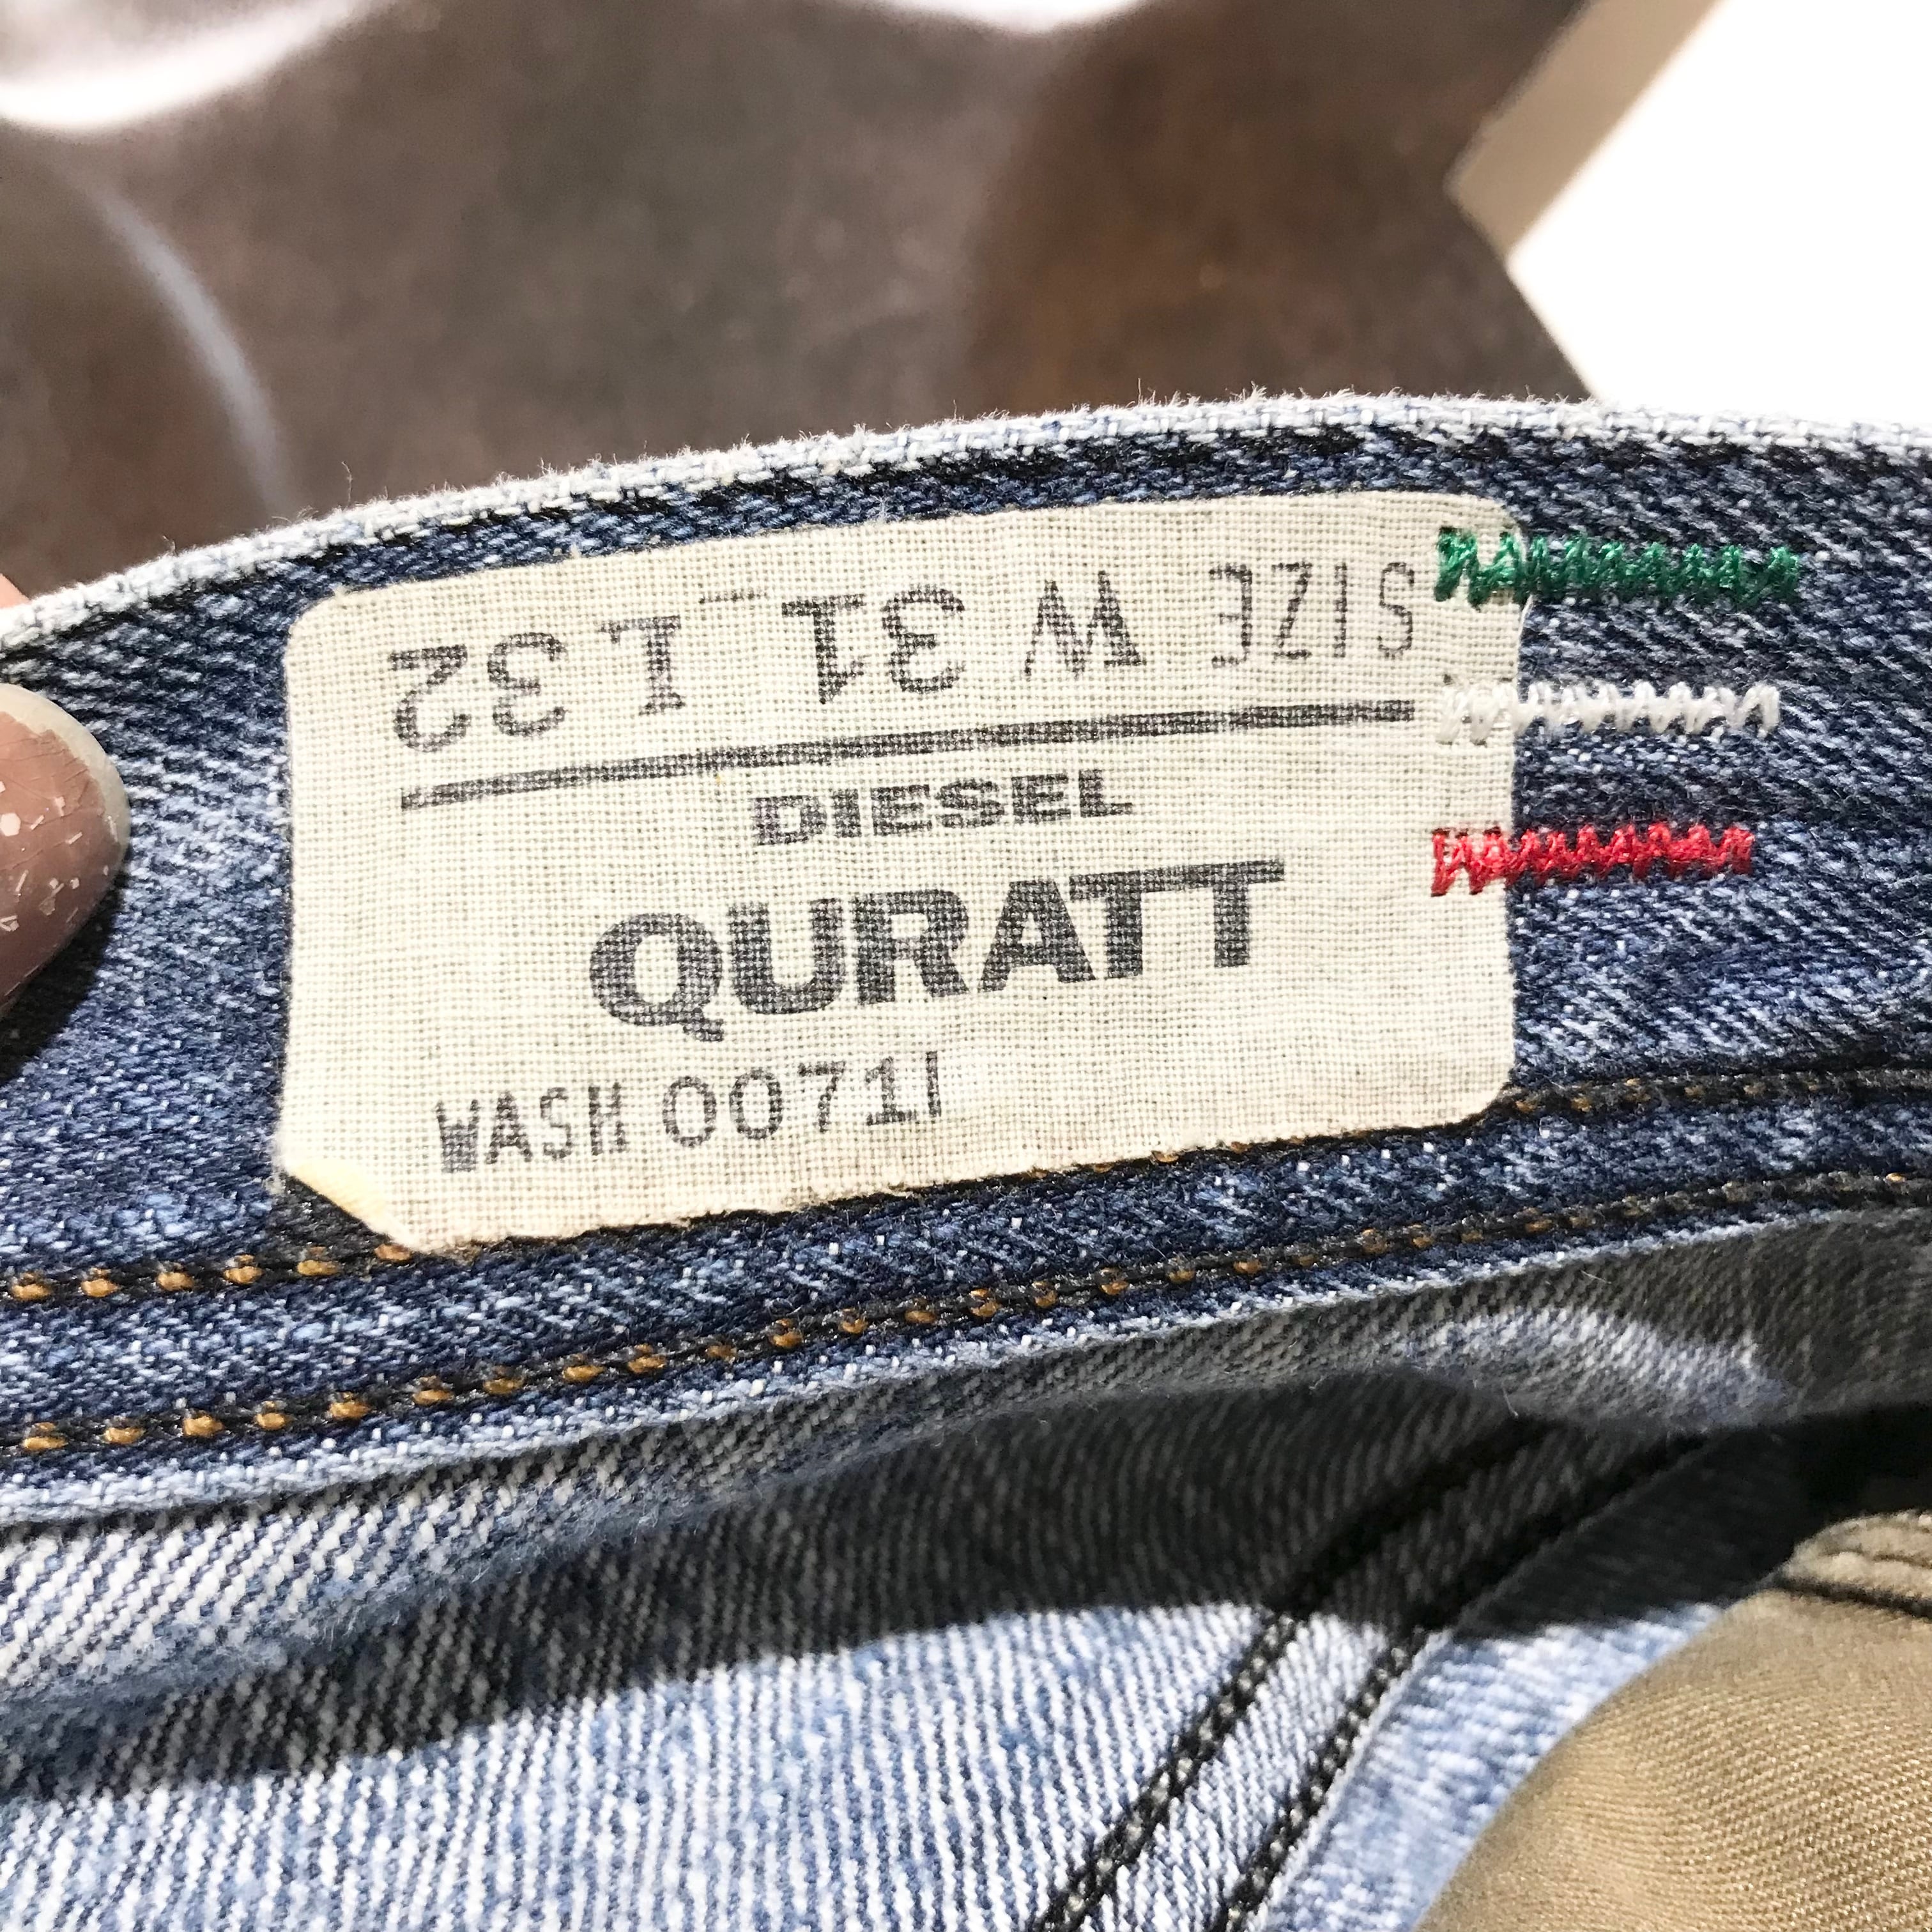 SIZE W 31 L 32
DIESEL
QURATT
WASH 0071I